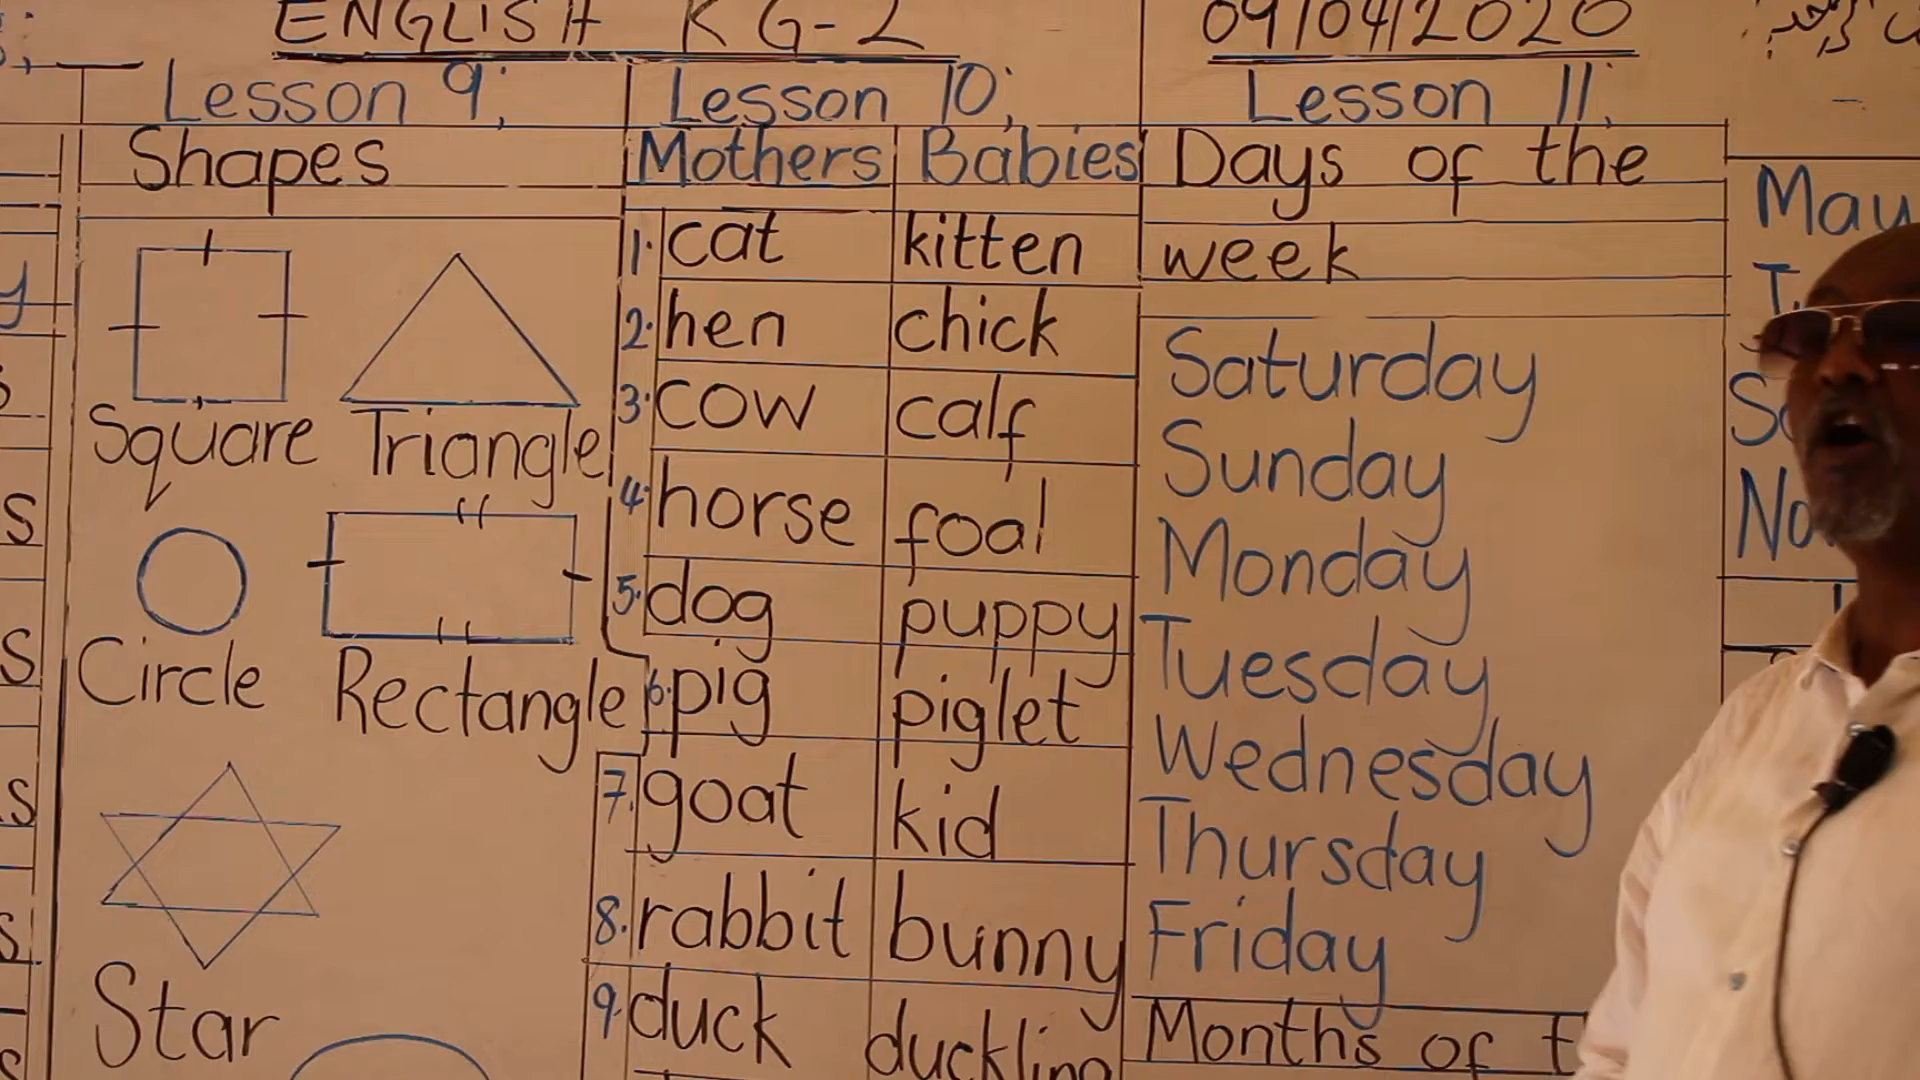 ENGLISH KG-2 09/04/2020
Lesson 9;
Shapes
Square Triangle
Circle Rectangle
Star
Lesson 10;
Mothers Babies
1. cat kitten
2. hen chick
3. cow calf
4. horse foal
5. dog puppy
6. pig piglet
7. goat kid
8. rabbit bunny
9. duck duckling
Lesson 11;
Days of the
week
Saturday
Sunday
Monday
Tuesday
Wednesday
Thursday
Friday
Months of
May